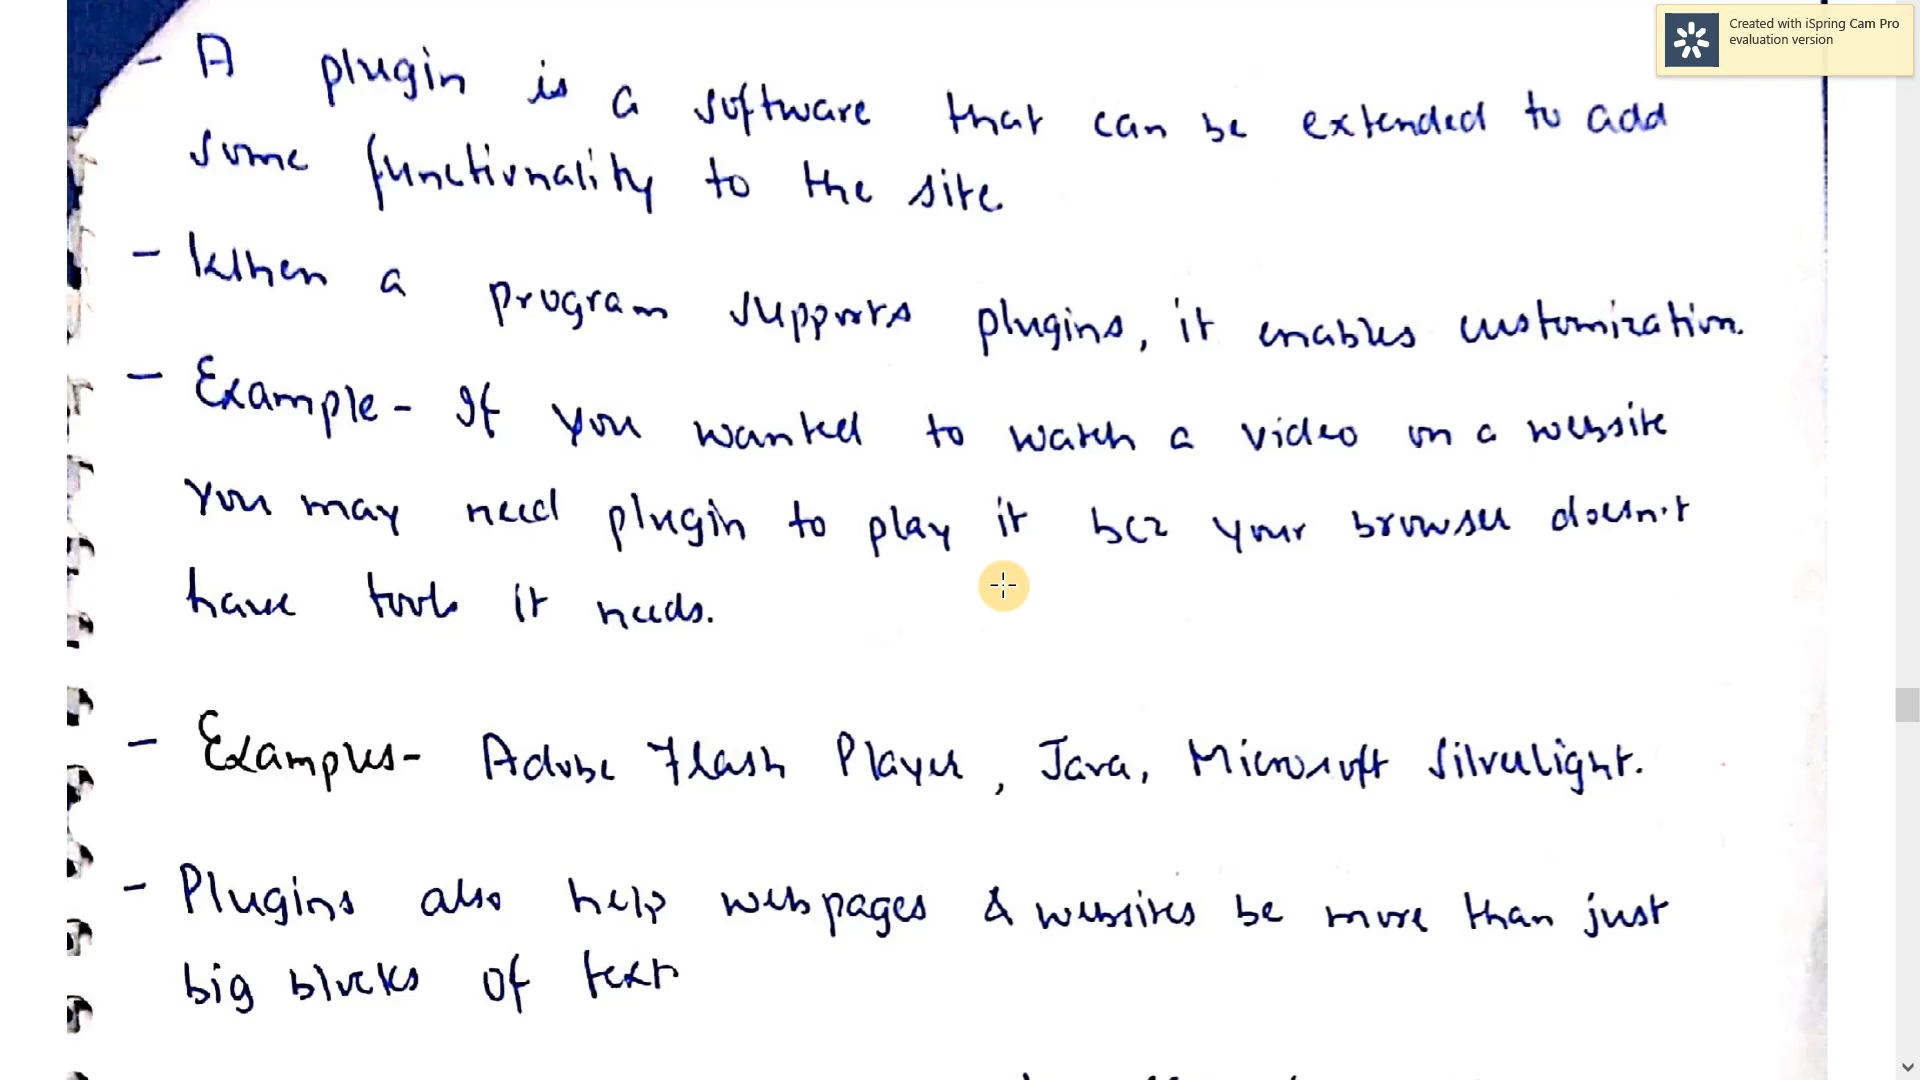 Created with iSpring Cam Pro
evaluation version
- A plugin is a software that can be extended to add
some functionality to the site.
- When a program supports plugins, it enables customization.
- Example - If you wanted to watch a video on a website
you may need plugin to play it bcz your browser doesn't
have tools it needs.
- Examples - Adobe Flash Player, Java, Microsoft Silverlight.
- Plugins also help webpages & websites be more than just
big blocks of text